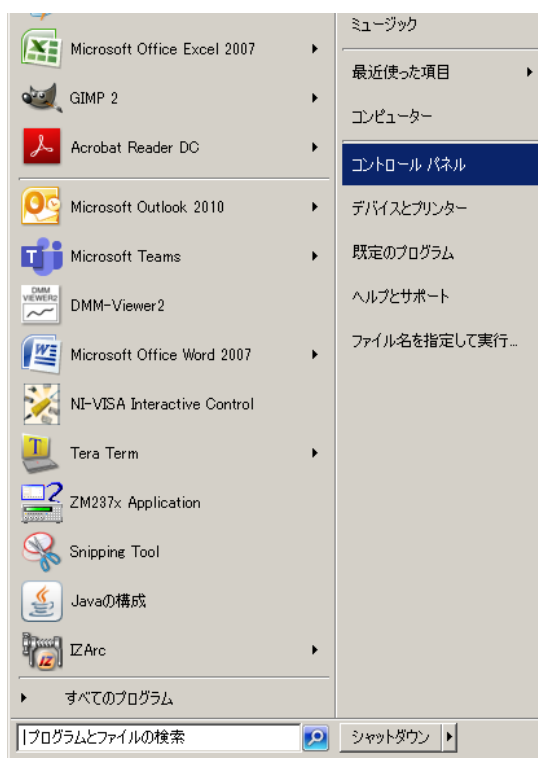 Microsoft Office Excel 2007
GIMP 2
Acrobat Reader DC
Microsoft Outlook 2010
Microsoft Teams
DMM VIEWER2
DMM-Viewer2
Microsoft Office Word 2007
NI-VISA Interactive Control
Tera Term
ZM237x Application
Snipping Tool
Javaの構成
IZArc
すべてのプログラム
プログラムとファイルの検索
ミュージック
最近使った項目
コンピューター
コントロール パネル
デバイスとプリンター
既定のプログラム
ヘルプとサポート
ファイル名を指定して実行...
シャットダウン